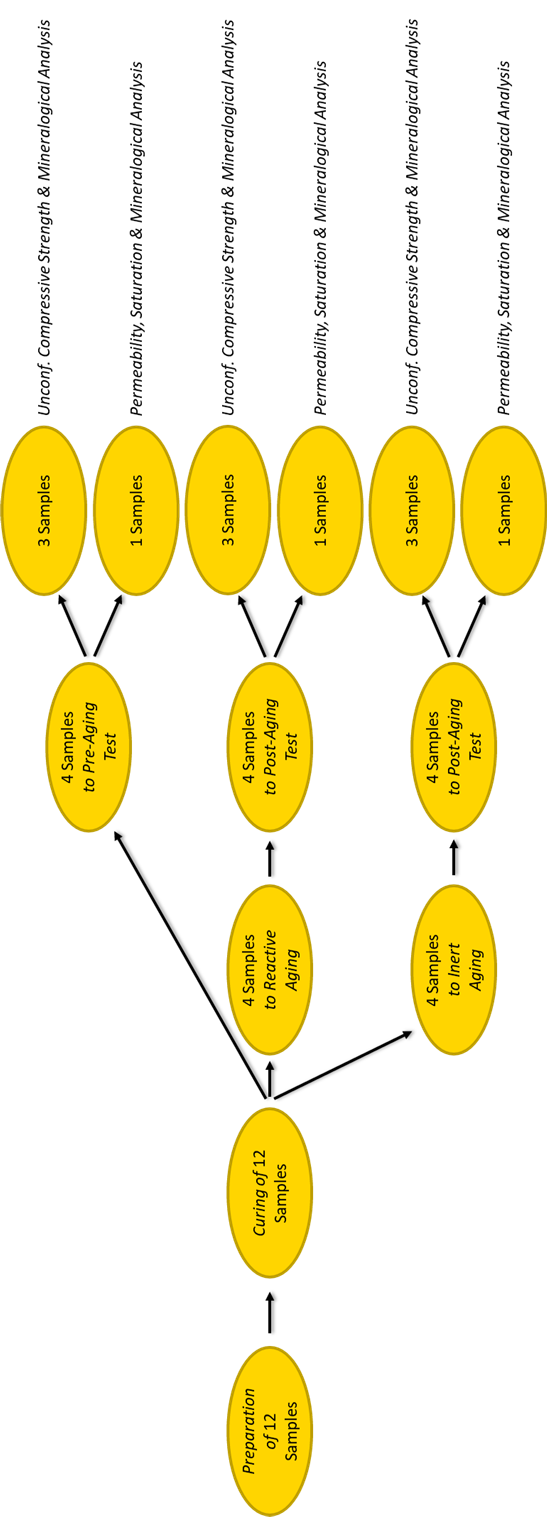 Preparation
of 12
Samples
Curing of 12
Samples
4 Samples
to Pre-Aging
Test
4 Samples
to Reactive
Aging
4 Samples
to Post-Aging
Test
4 Samples
to Inert
Aging
4 Samples
to Post-Aging
Test
3 Samples
Unconf. Compressive Strength & Mineralogical Analysis
1 Samples
Permeability, Saturation & Mineralogical Analysis
3 Samples
Unconf. Compressive Strength & Mineralogical Analysis
1 Samples
Permeability, Saturation & Mineralogical Analysis
3 Samples
Unconf. Compressive Strength & Mineralogical Analysis
1 Samples
Permeability, Saturation & Mineralogical Analysis